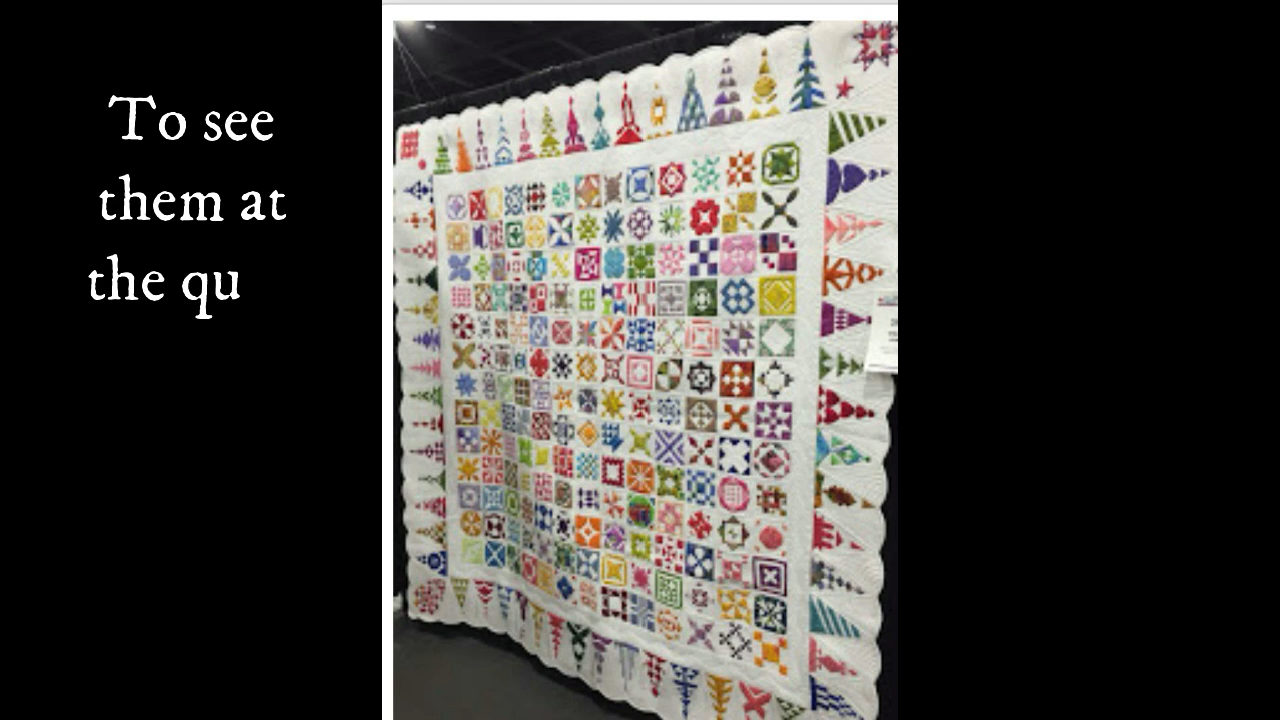 To see
them at
the qu